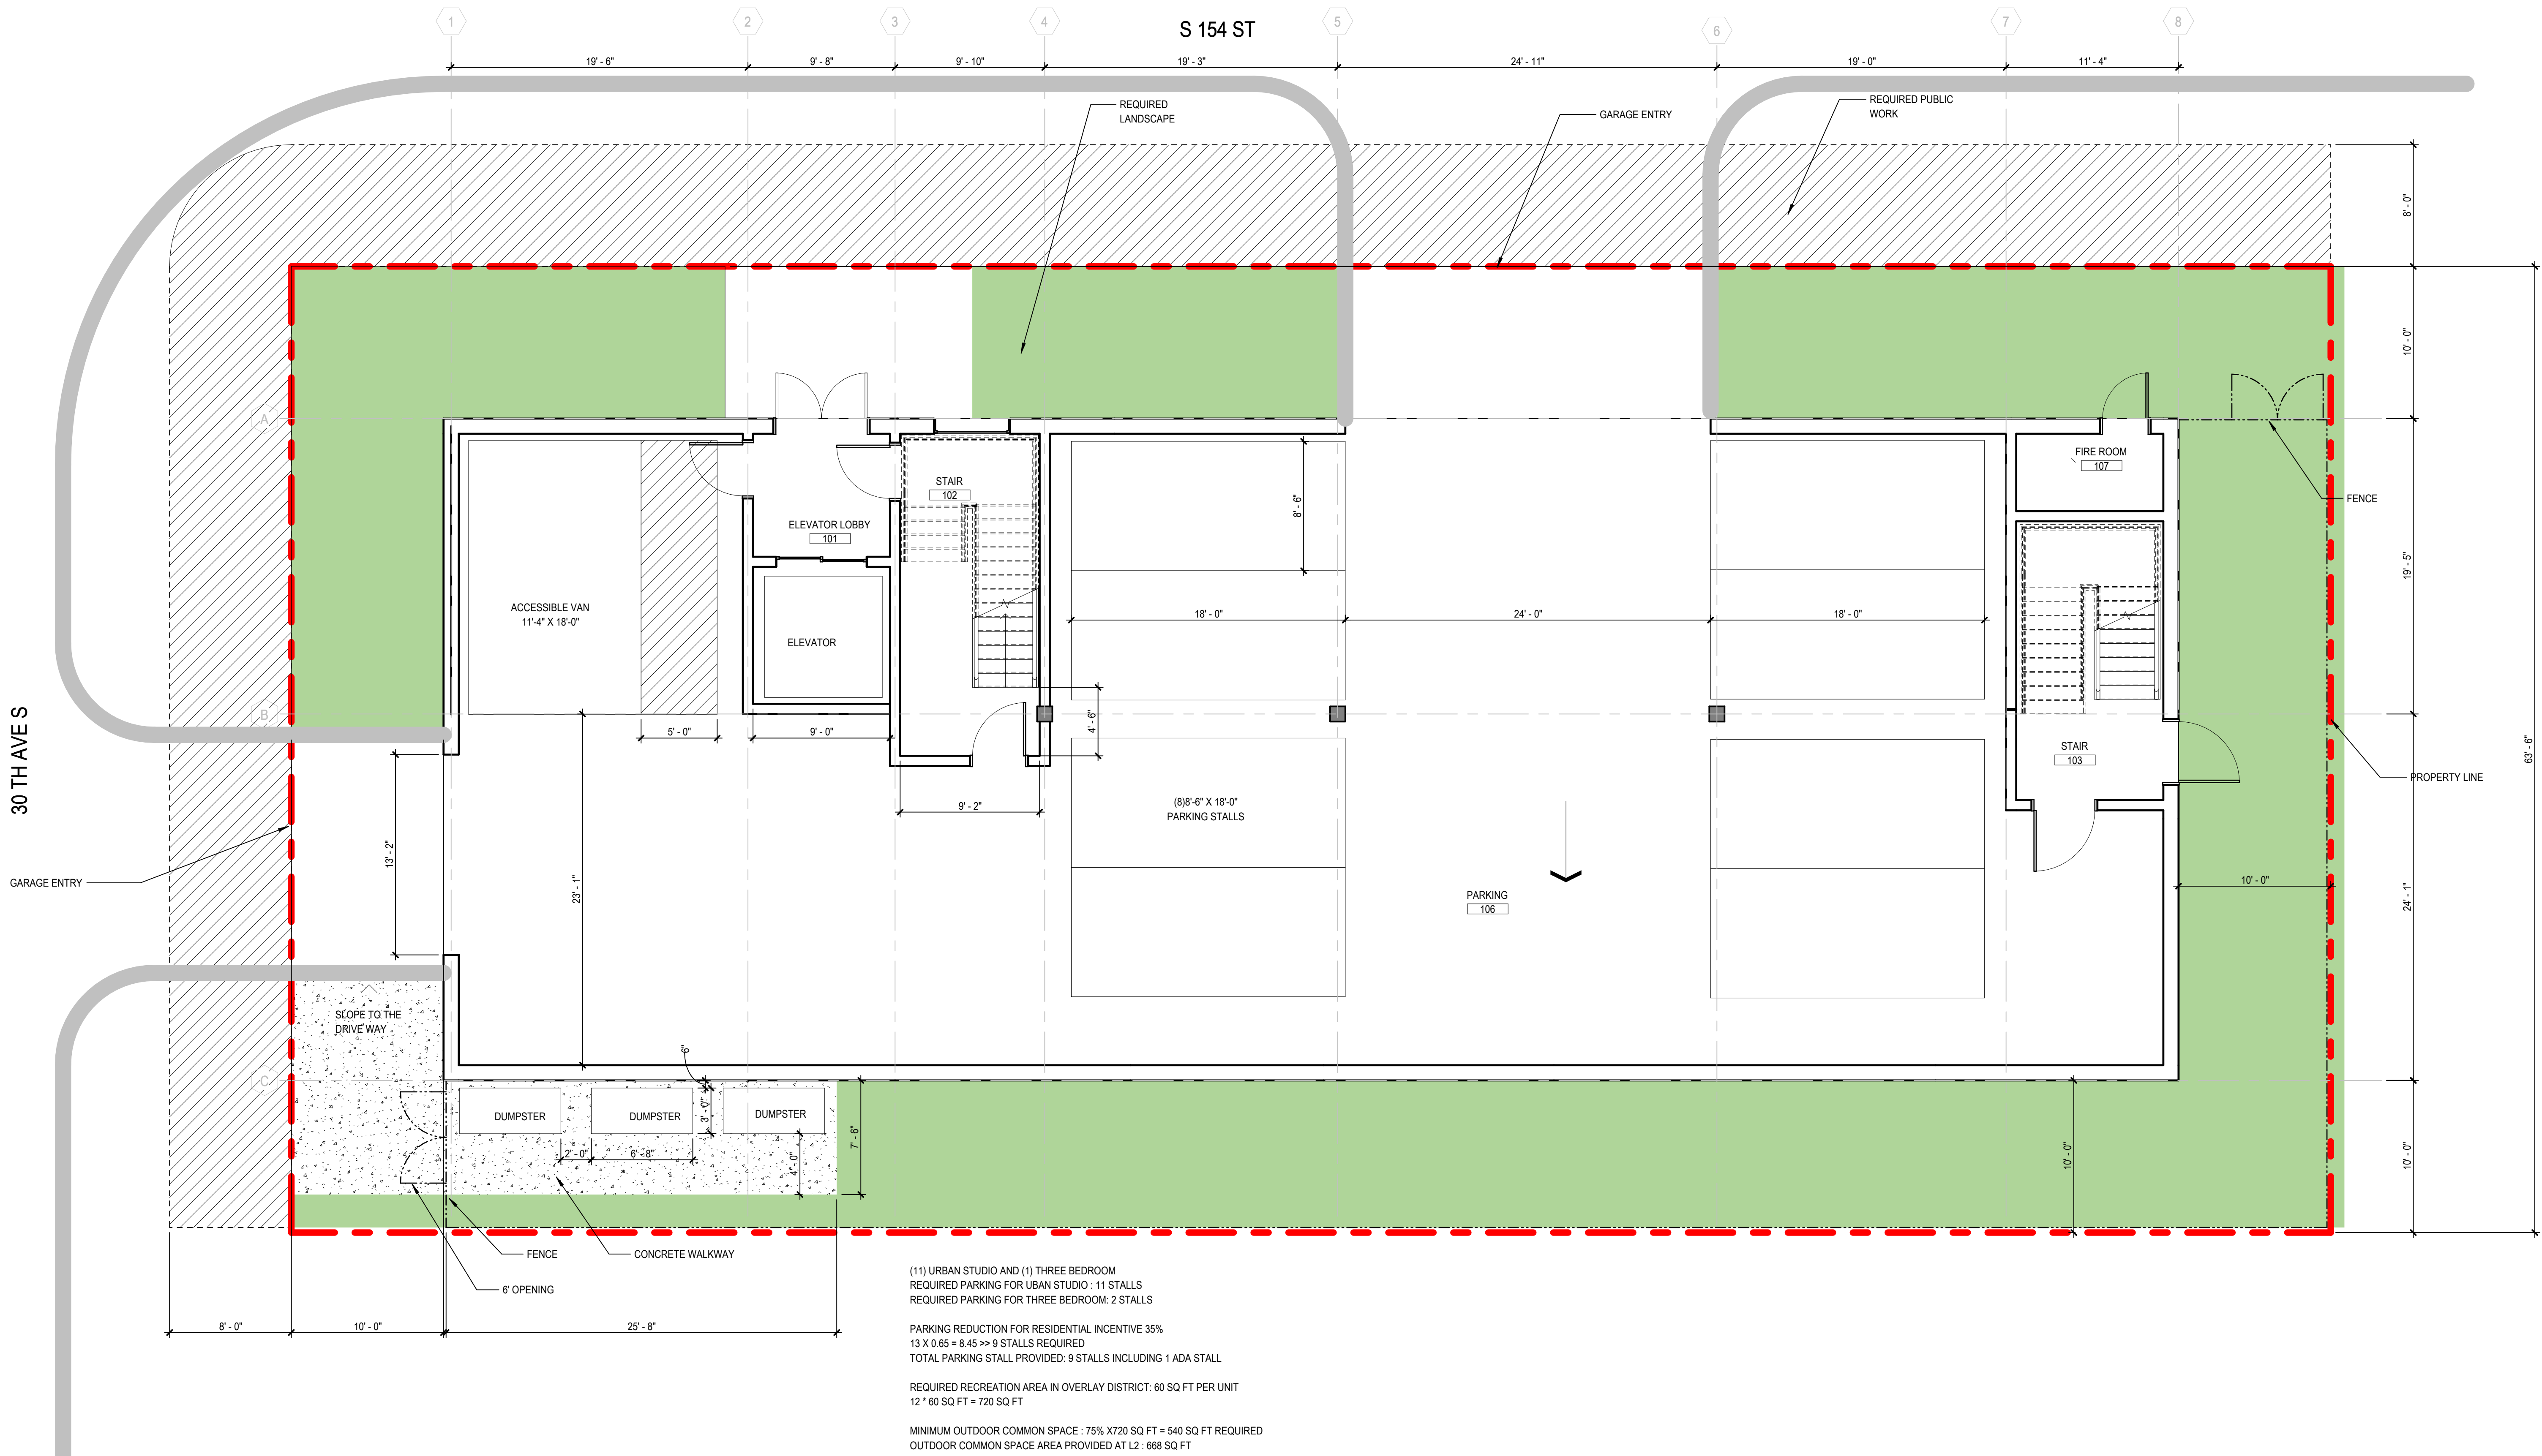 1
2
3
4
S 154 ST
5
6
7
8
19' - 6"
9' - 8"
9' - 10"
19' - 3"
24' - 11"
19' - 0"
11' - 4"
REQUIRED
LANDSCAPE
GARAGE ENTRY
REQUIRED PUBLIC
WORK
8' - 0"
10' - 0"
A
STAIR
102
ELEVATOR LOBBY
101
8' - 6"
FIRE ROOM
107
FENCE
19' - 5"
ACCESSIBLE VAN
11'-4" X 18'-0"
ELEVATOR
18' - 0"
24' - 0"
18' - 0"
B
5' - 0"
9' - 0"
4' - 6"
STAIR
103
63' - 6"
30 TH AVE S
PROPERTY LINE
9' - 2"
(8)8'-6" X 18'-0"
PARKING STALLS
13' - 2"
23' - 1"
GARAGE ENTRY
PARKING
106
10' - 0"
24' - 1"
SLOPE TO THE
DRIVE WAY
6"
C
DUMPSTER
DUMPSTER
DUMPSTER
3' - 0"
7' - 6"
2' - 0"
6' - 8"
4' - 0"
10' - 0"
10' - 0"
FENCE
CONCRETE WALKWAY
6' OPENING
8' - 0"
10' - 0"
25' - 8"
(11) URBAN STUDIO AND (1) THREE BEDROOM
REQUIRED PARKING FOR UBAN STUDIO : 11 STALLS
REQUIRED PARKING FOR THREE BEDROOM: 2 STALLS
PARKING REDUCTION FOR RESIDENTIAL INCENTIVE 35%
13 X 0.65 = 8.45 >> 9 STALLS REQUIRED
TOTAL PARKING STALL PROVIDED: 9 STALLS INCLUDING 1 ADA STALL
REQUIRED RECREATION AREA IN OVERLAY DISTRICT: 60 SQ FT PER UNIT
12 * 60 SQ FT = 720 SQ FT
MINIMUM OUTDOOR COMMON SPACE : 75% X720 SQ FT = 540 SQ FT REQUIRED
OUTDOOR COMMON SPACE AREA PROVIDED AT L2 : 668 SQ FT